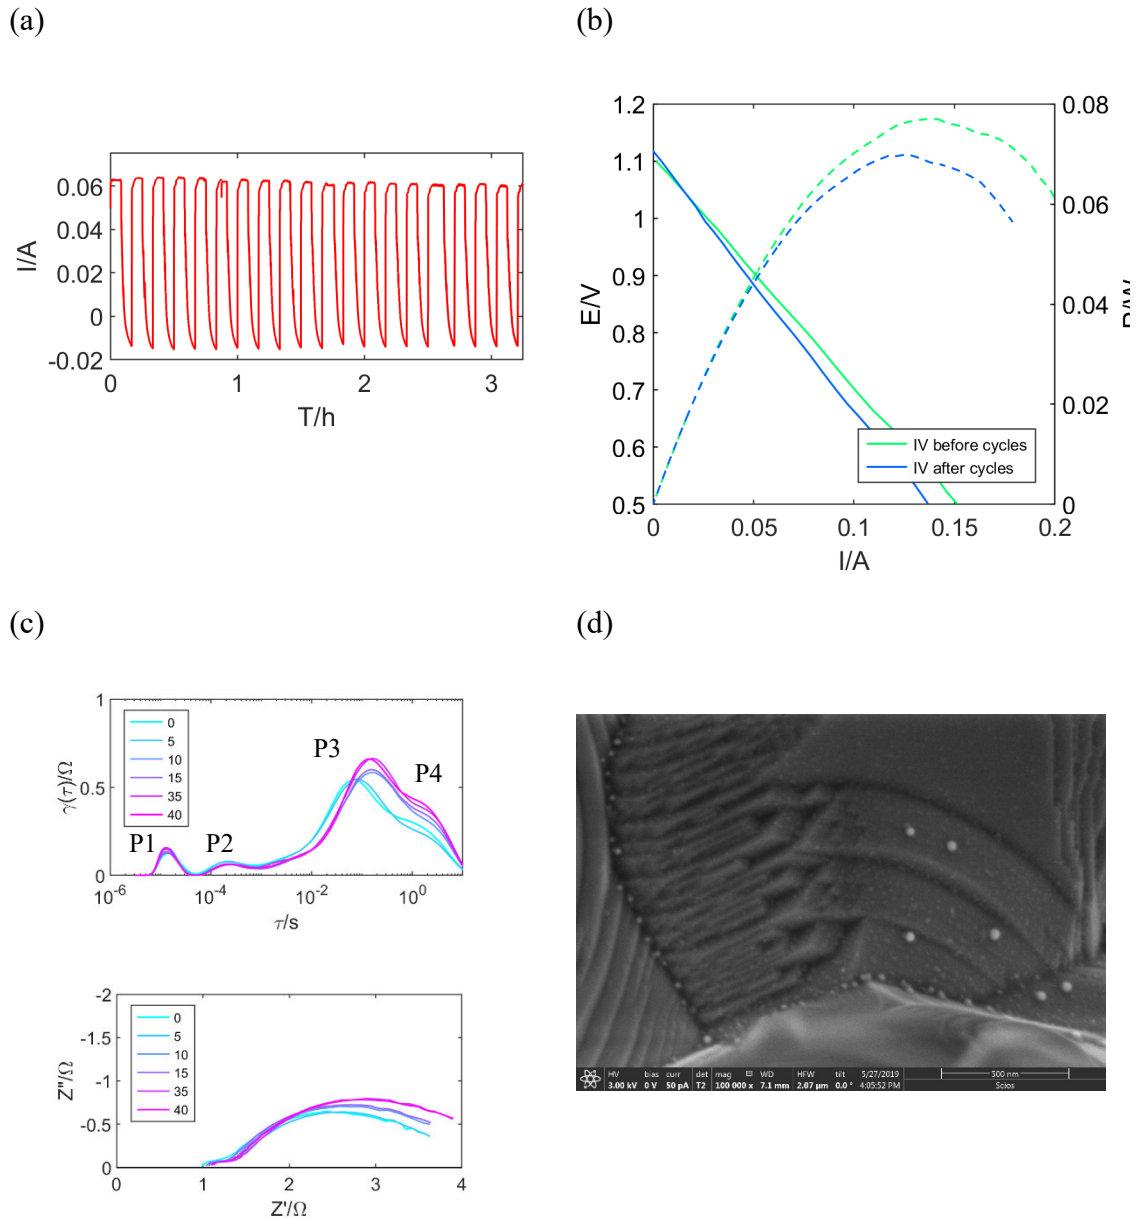 (a)
(b)
I/A
0.06
0.04
0.02
0
-0.02
0
1
2
3
T/h
E/V
1.2
1.1
1
0.9
0.8
0.7
0.6
0.5
0
0.05
0.1
0.15
0.2
I/A
0.08
0.06
0.04
0.02
0
IV before cycles
IV after cycles
(c)
(d)
γ(τ)/Ω
1
0.5
0
0
5
10
15
35
40
P1
P2
P3
P4
10⁻⁶
10⁻⁴
10⁻²
10⁰
τ/s
Z''/Ω
-2
-1.5
-1
-0.5
0
0
5
10
15
35
40
0
1
2
3
4
Z'/Ω
HV bias curr det mag WD HFW tilt 5/27/2019 500 nm
3.00 kV 0 V 50 pA T2 100 000 x 7.1 mm 2.07 µm 0.0 ° 4:05:52 PM Scios